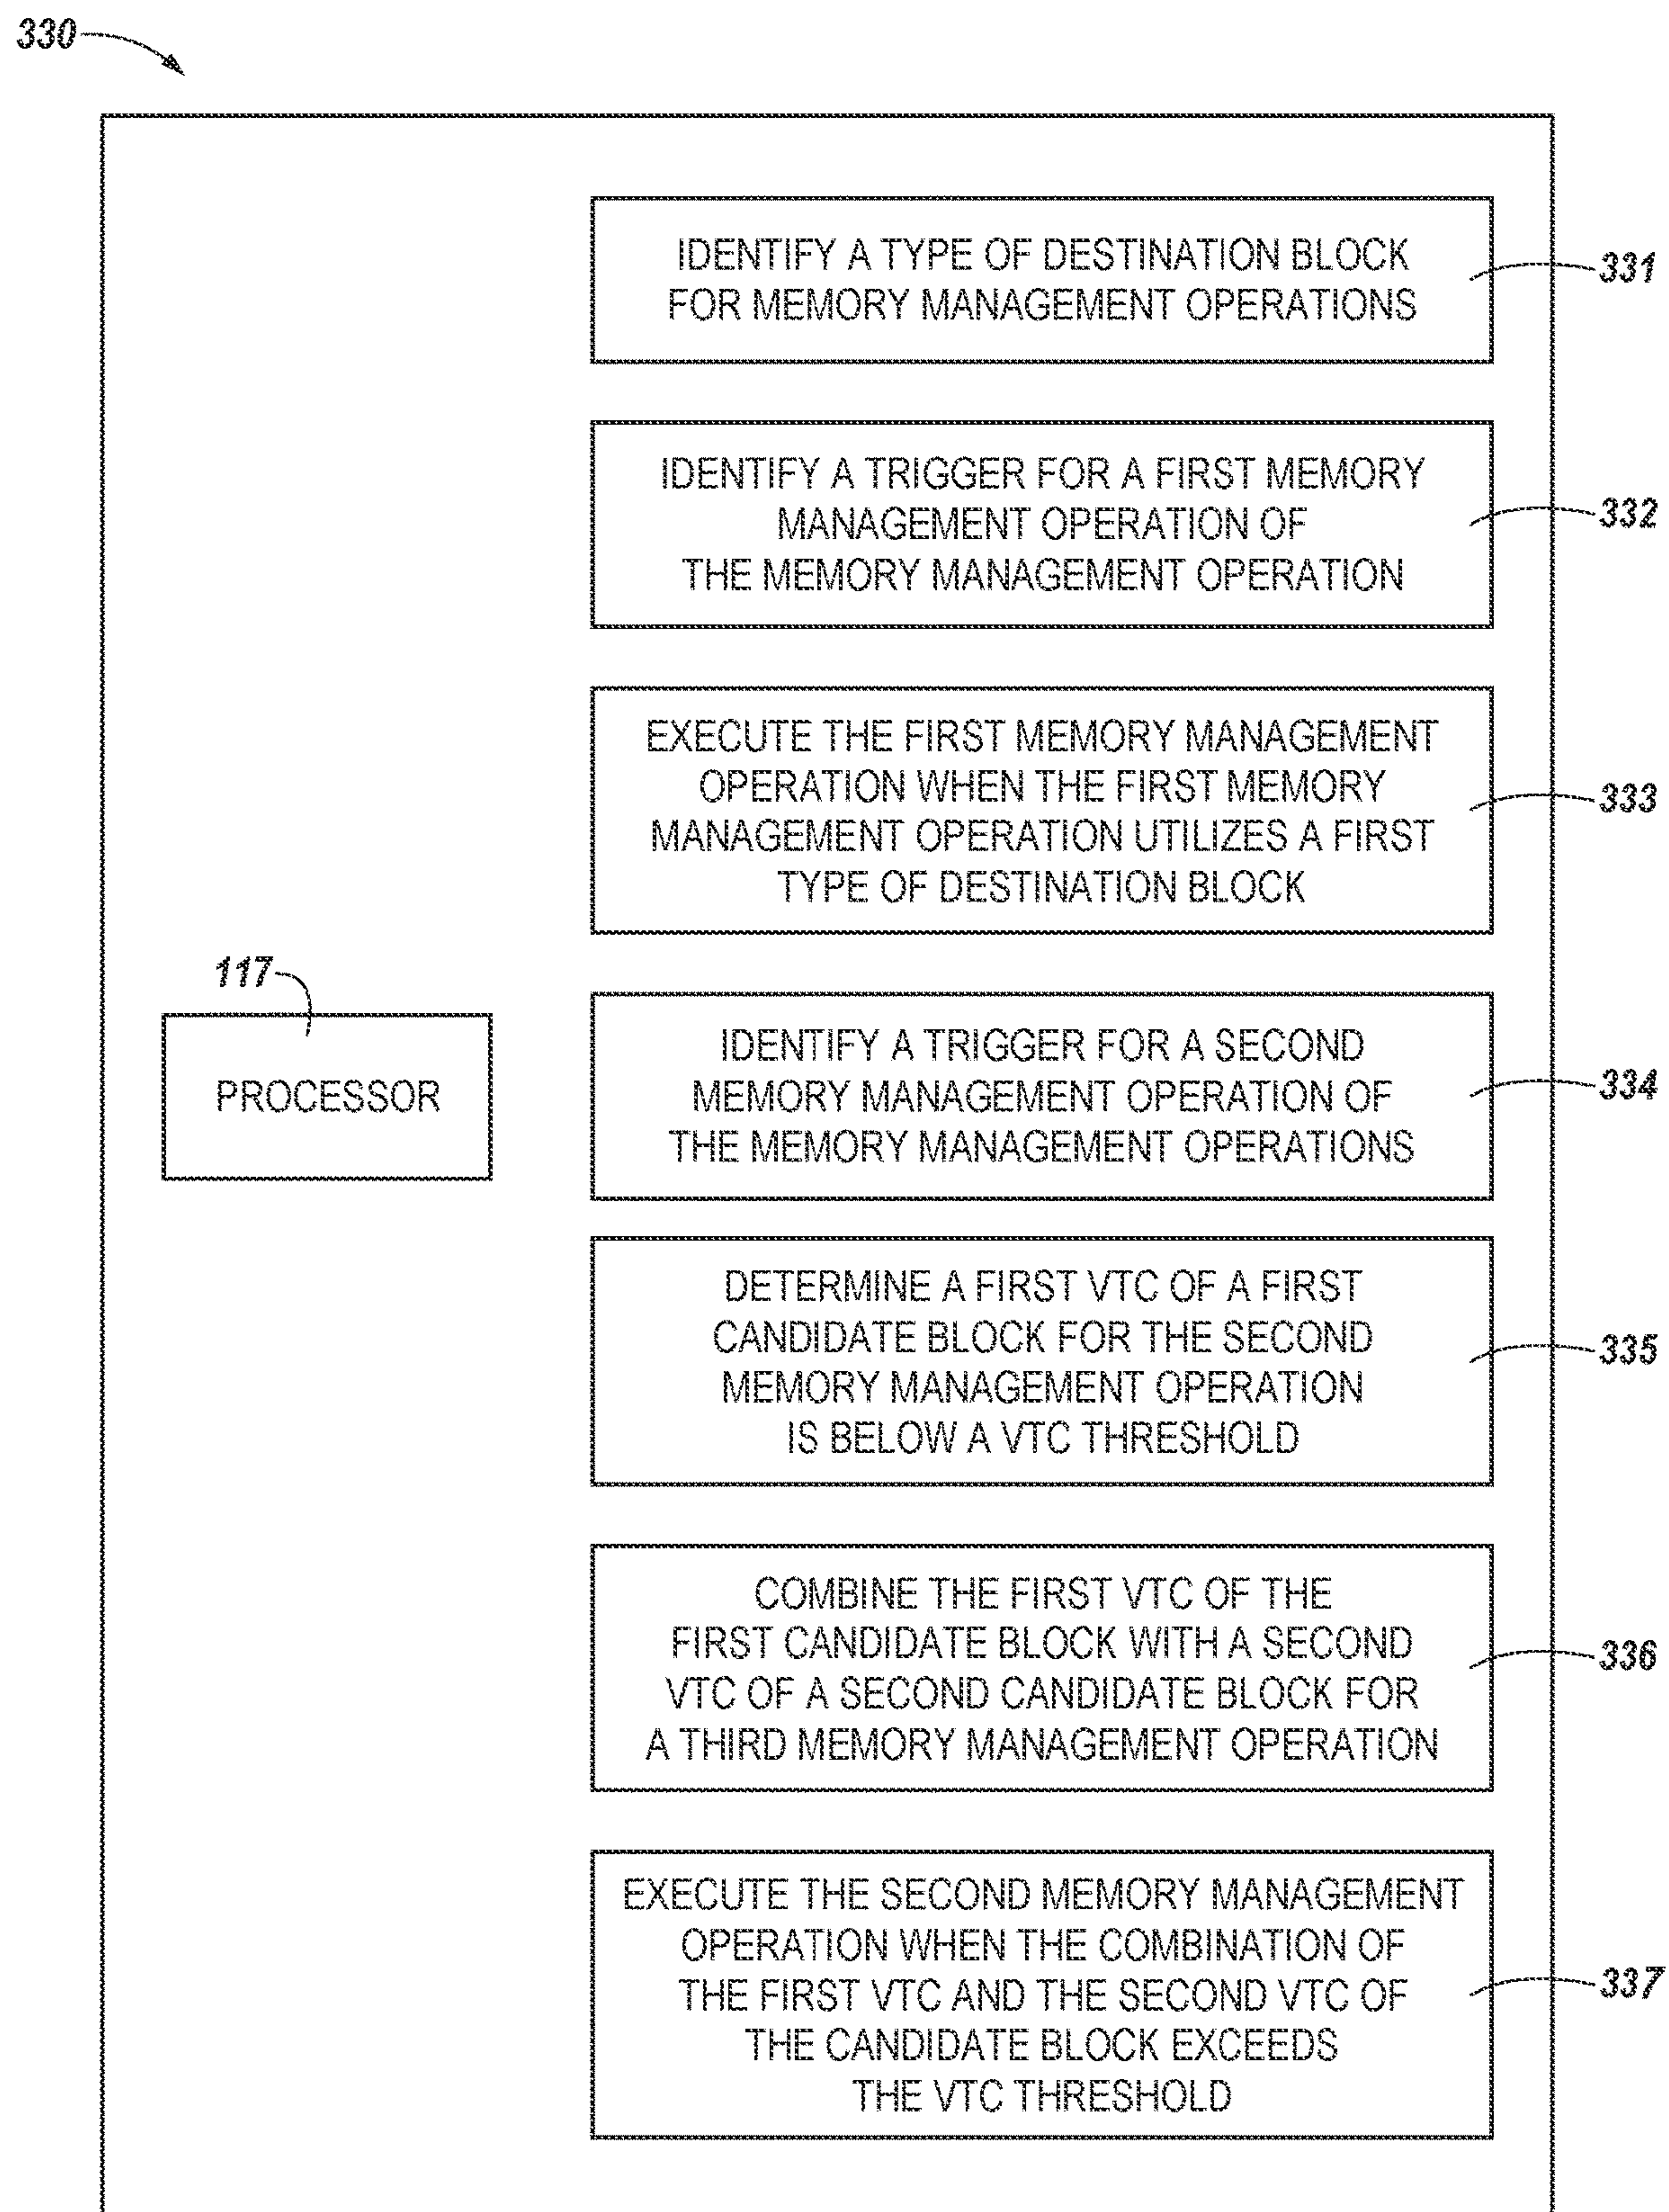 330
IDENTIFY A TYPE OF DESTINATION BLOCK
FOR MEMORY MANAGEMENT OPERATIONS
331
IDENTIFY A TRIGGER FOR A FIRST MEMORY
MANAGEMENT OPERATION OF
THE MEMORY MANAGEMENT OPERATION
332
EXECUTE THE FIRST MEMORY MANAGEMENT
OPERATION WHEN THE FIRST MEMORY
MANAGEMENT OPERATION UTILIZES A FIRST
TYPE OF DESTINATION BLOCK
333
117
PROCESSOR
IDENTIFY A TRIGGER FOR A SECOND
MEMORY MANAGEMENT OPERATION OF
THE MEMORY MANAGEMENT OPERATIONS
334
DETERMINE A FIRST VTC OF A FIRST
CANDIDATE BLOCK FOR THE SECOND
MEMORY MANAGEMENT OPERATION
IS BELOW A VTC THRESHOLD
335
COMBINE THE FIRST VTC OF THE
FIRST CANDIDATE BLOCK WITH A SECOND
VTC OF A SECOND CANDIDATE BLOCK FOR
A THIRD MEMORY MANAGEMENT OPERATION
336
EXECUTE THE SECOND MEMORY MANAGEMENT
OPERATION WHEN THE COMBINATION OF
THE FIRST VTC AND THE SECOND VTC OF
THE CANDIDATE BLOCK EXCEEDS
THE VTC THRESHOLD
337